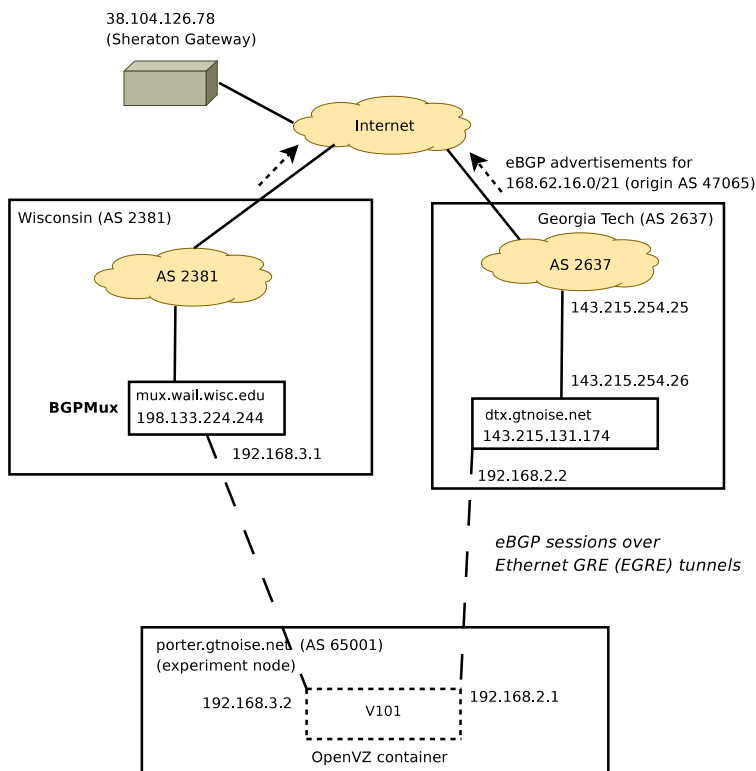 38.104.126.78
(Sheraton Gateway)
Internet
eBGP advertisements for
168.62.16.0/21 (origin AS 47065)
Wisconsin (AS 2381)
Georgia Tech (AS 2637)
AS 2381
AS 2637
143.215.254.25
143.215.254.26
mux.wail.wisc.edu
198.133.224.244
BGPMux
dtx.gtnoise.net
143.215.131.174
192.168.3.1
192.168.2.2
eBGP sessions over
Ethernet GRE (EGRE) tunnels
porter.gtnoise.net (AS 65001)
(experiment node)
192.168.3.2
V101
192.168.2.1
OpenVZ container